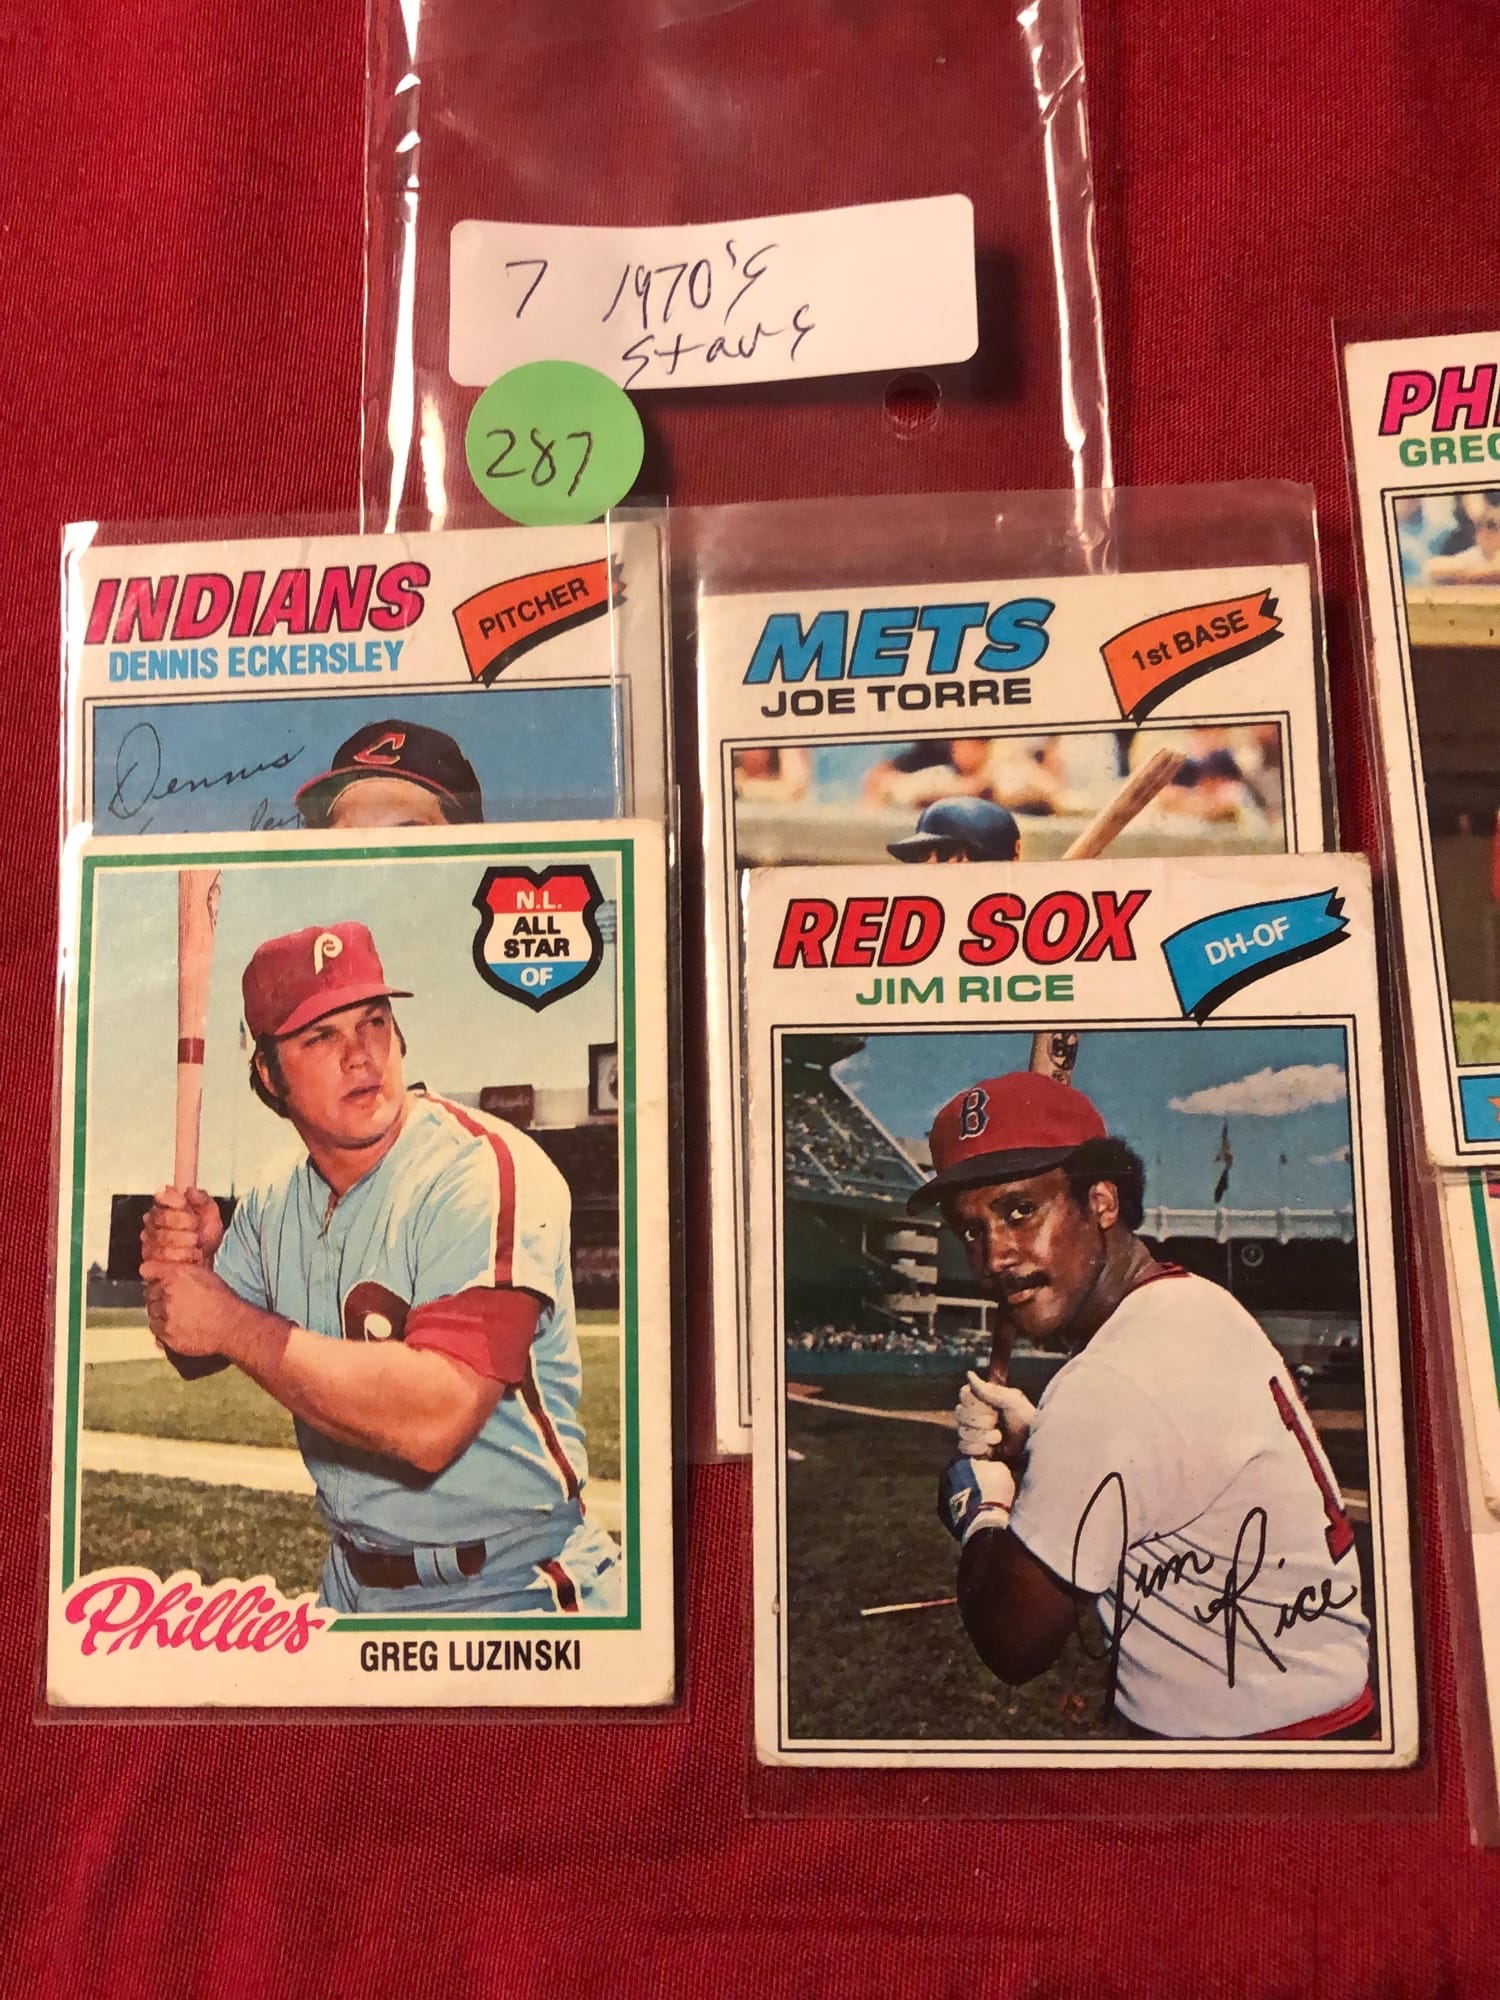 7 1970's
Stars
287
INDIANS
DENNIS ECKERSLEY
PITCHER
Dennis
METS
JOE TORRE
1st BASE
PH
GREG
N.L.
ALL
STAR
OF
Phillies
GREG LUZINSKI
RED SOX
JIM RICE
DH-OF
B
Jim Rice